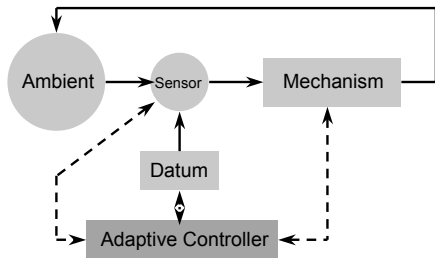 Ambient
Sensor
Mechanism
Datum
Adaptive Controller